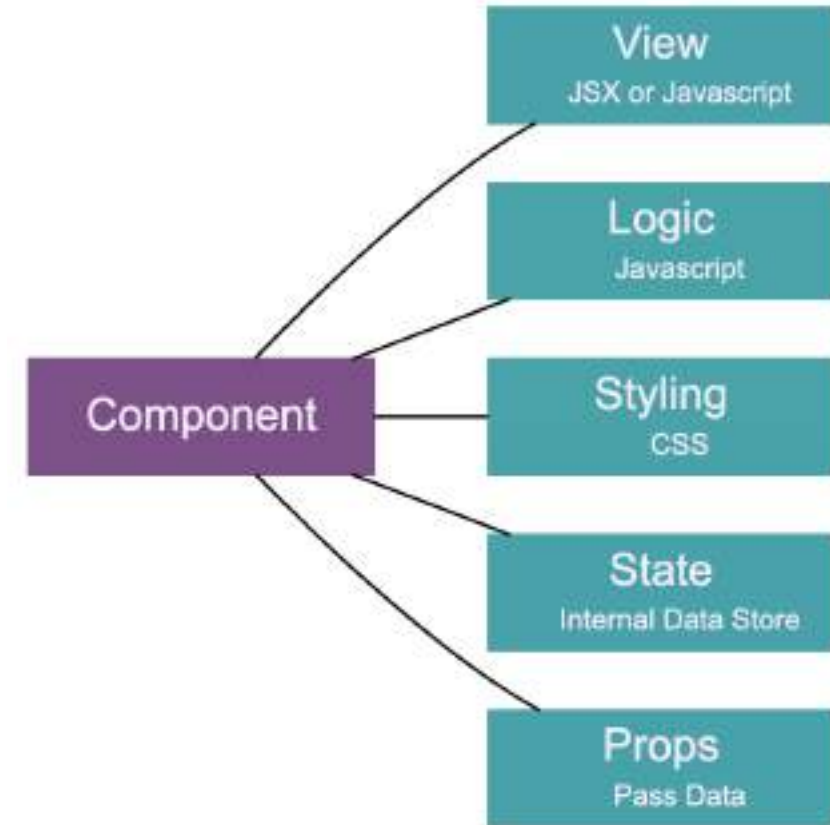 View
JSX or Javascript
Logic
Javascript
Component
Styling
CSS
State
Internal Data Store
Props
Pass Data